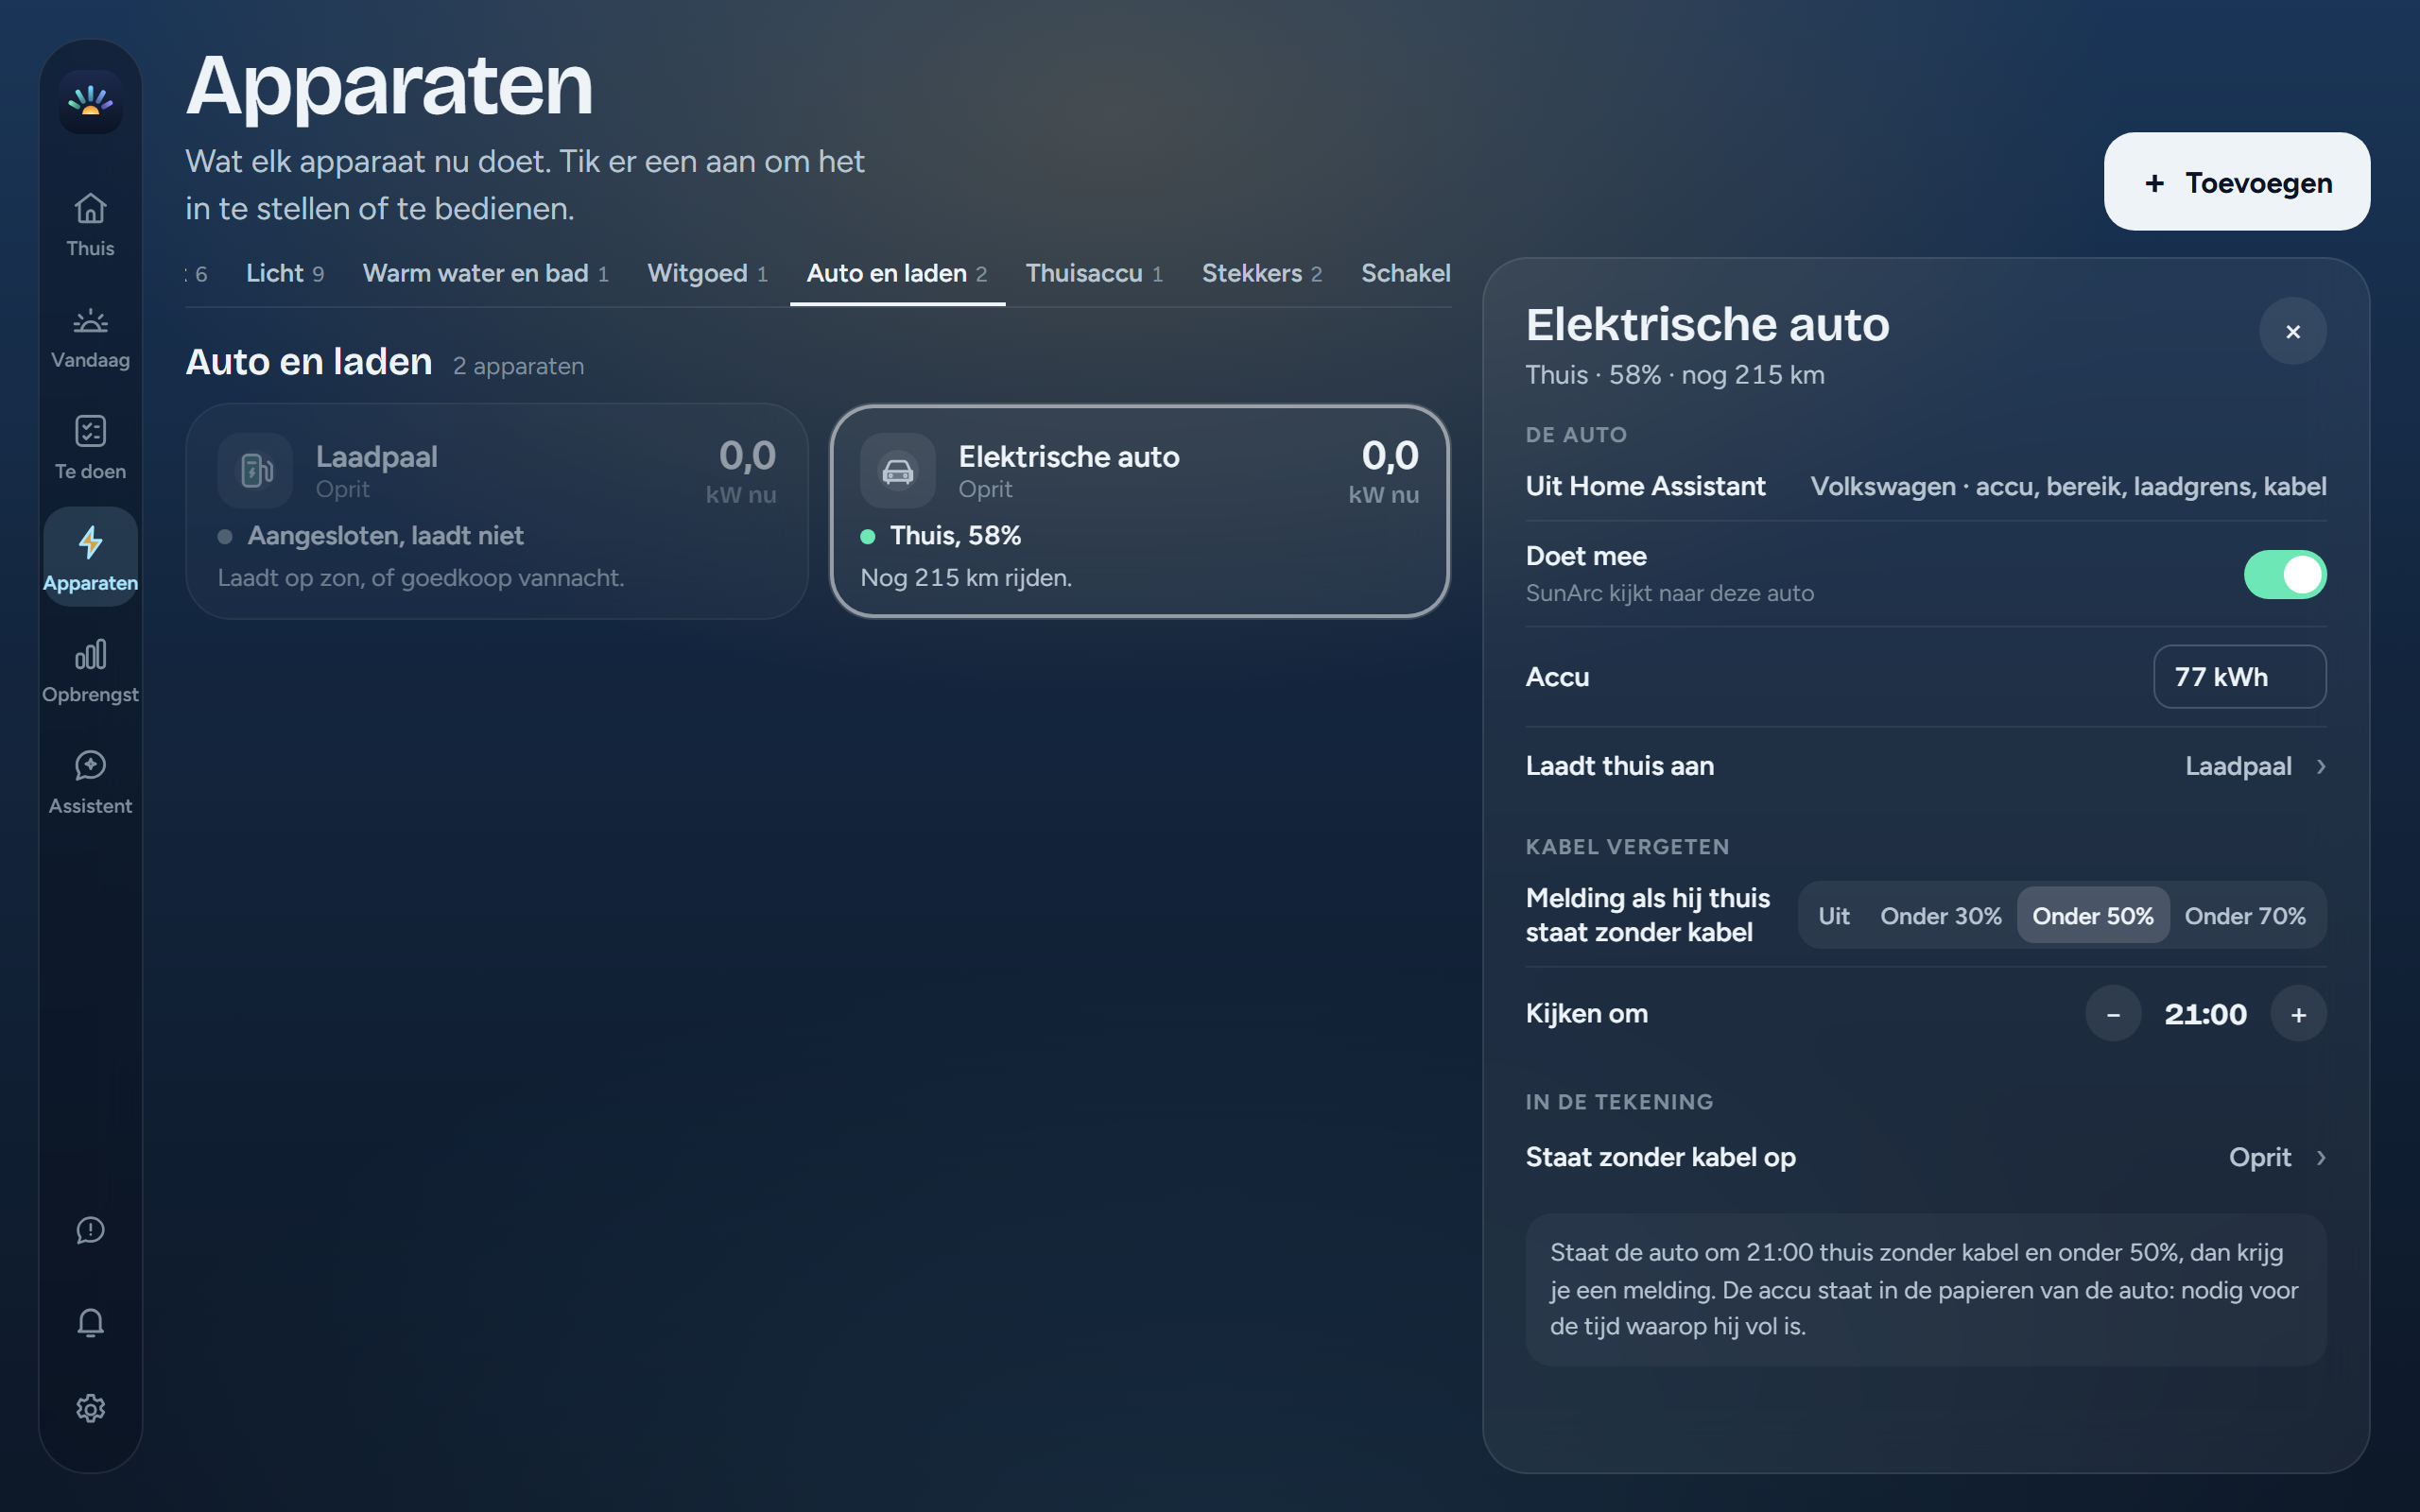 Apparaten
Wat elk apparaat nu doet. Tik er een aan om het
in te stellen of te bedienen.
+ Toevoegen
Thuis
Vandaag
Te doen
Apparaten
Opbrengst
Assistent
6 Licht 9 Warm water en bad 1 Witgoed 1 Auto en laden 2 Thuisaccu 1 Stekkers 2 Schakel
Auto en laden 2 apparaten
Laadpaal
Oprit
0,0
kW nu
Aangesloten, laadt niet
Laadt op zon, of goedkoop vannacht.
Elektrische auto
Oprit
0,0
kW nu
Thuis, 58%
Nog 215 km rijden.
Elektrische auto
×
Thuis · 58% · nog 215 km
DE AUTO
Uit Home Assistant Volkswagen · accu, bereik, laadgrens, kabel
Doet mee
SunArc kijkt naar deze auto
Accu 77 kWh
Laadt thuis aan Laadpaal ›
KABEL VERGETEN
Melding als hij thuis
staat zonder kabel
Uit Onder 30% Onder 50% Onder 70%
Kijken om − 21:00 +
IN DE TEKENING
Staat zonder kabel op Oprit ›
Staat de auto om 21:00 thuis zonder kabel en onder 50%, dan krijg
je een melding. De accu staat in de papieren van de auto: nodig voor
de tijd waarop hij vol is.